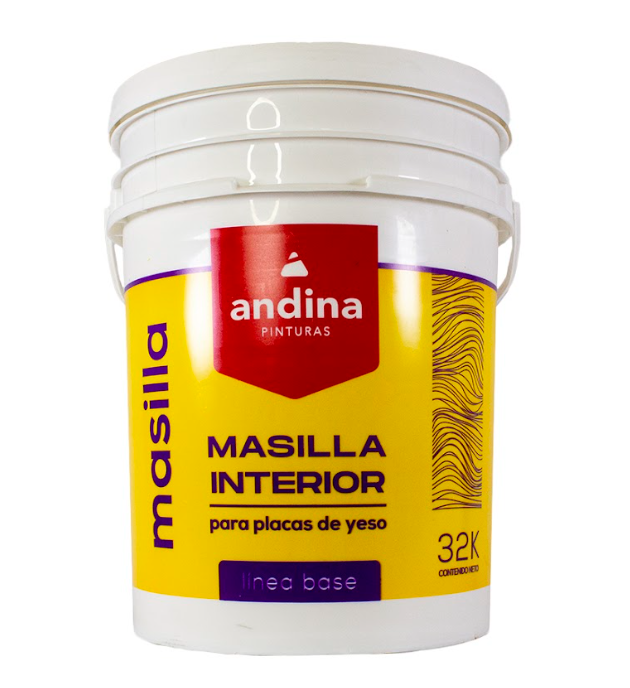 andina
PINTURAS
masilla
MASILLA
INTERIOR
para placas de yeso
32K
CONTENIDO NETO
linea base